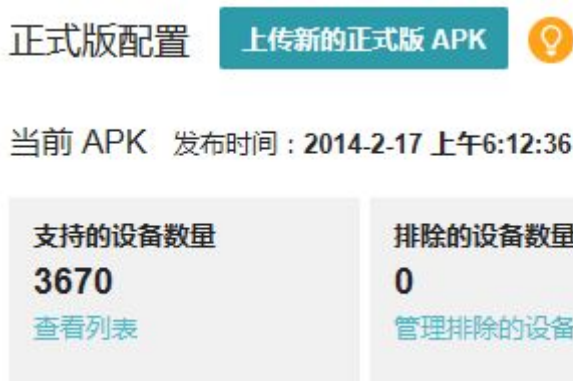 正式版配置 上传新的正式版 APK
当前 APK 发布时间：2014-2-17 上午6:12:36
支持的设备数量 排除的设备数量
3670 0
查看列表 管理排除的设备